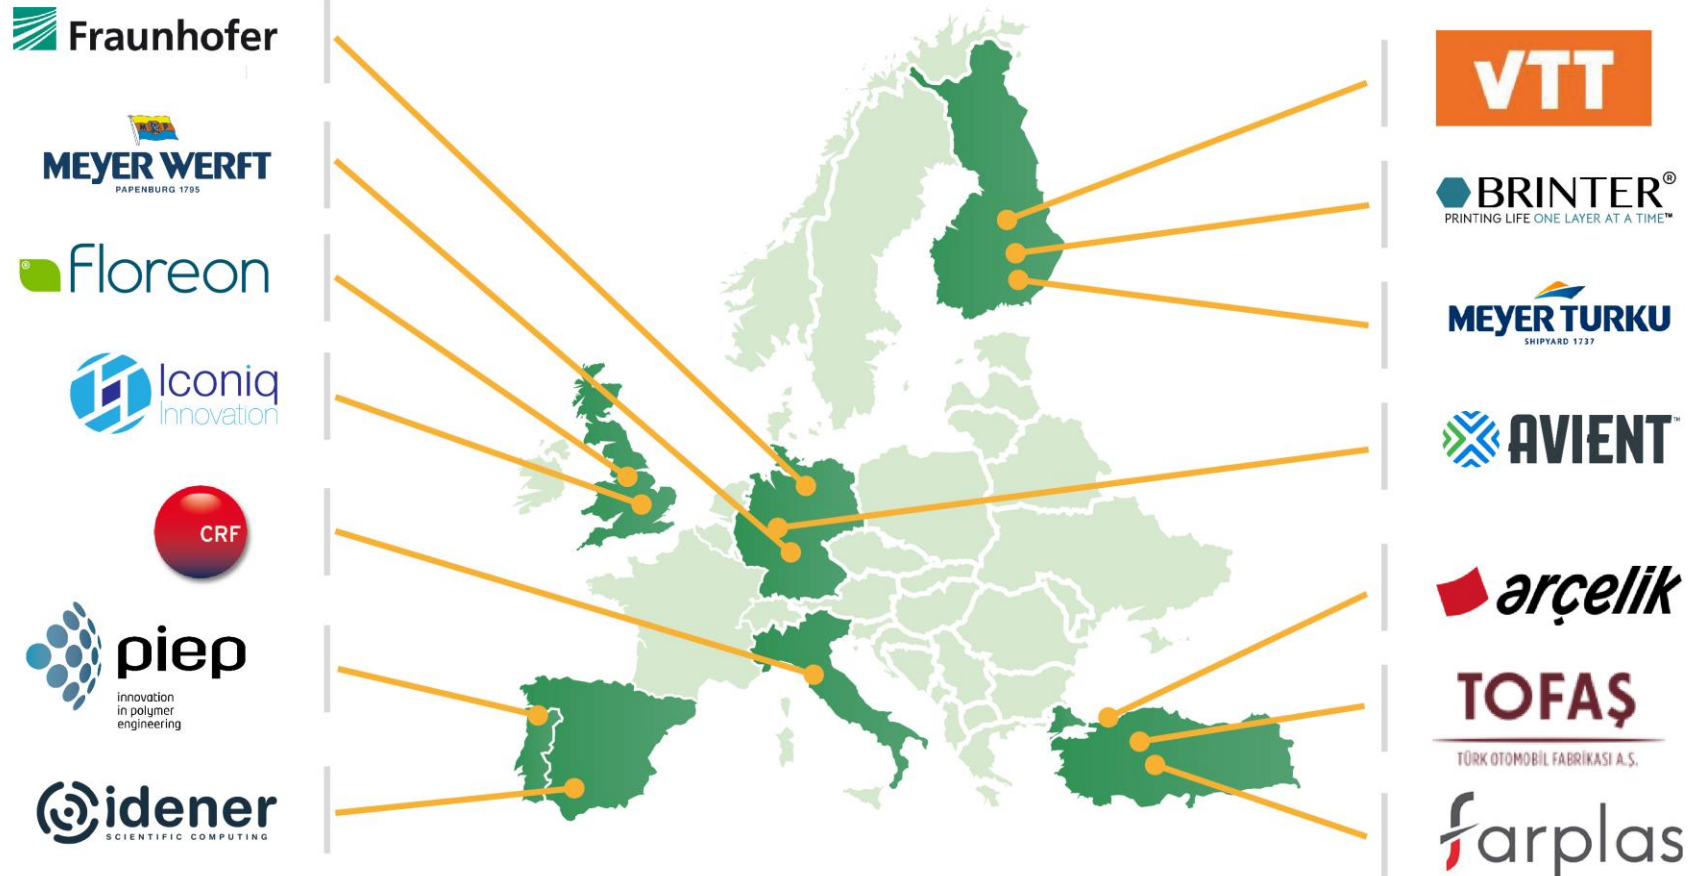 Fraunhofer
MEYER WERFT
PAPENBURG 1795
Floreon
Iconiq
Innovation
CRF
piep
innovation
in polymer
engineering
idener
SCIENTIFIC COMPUTING
VTT
BRINTER®
PRINTING LIFE ONE LAYER AT A TIME™
MEYER TURKU
SHIPYARD 1737
AVIENT™
arçelik
TOFAŞ
TÜRK OTOMOBİL FABRİKASI A.Ş.
farplas